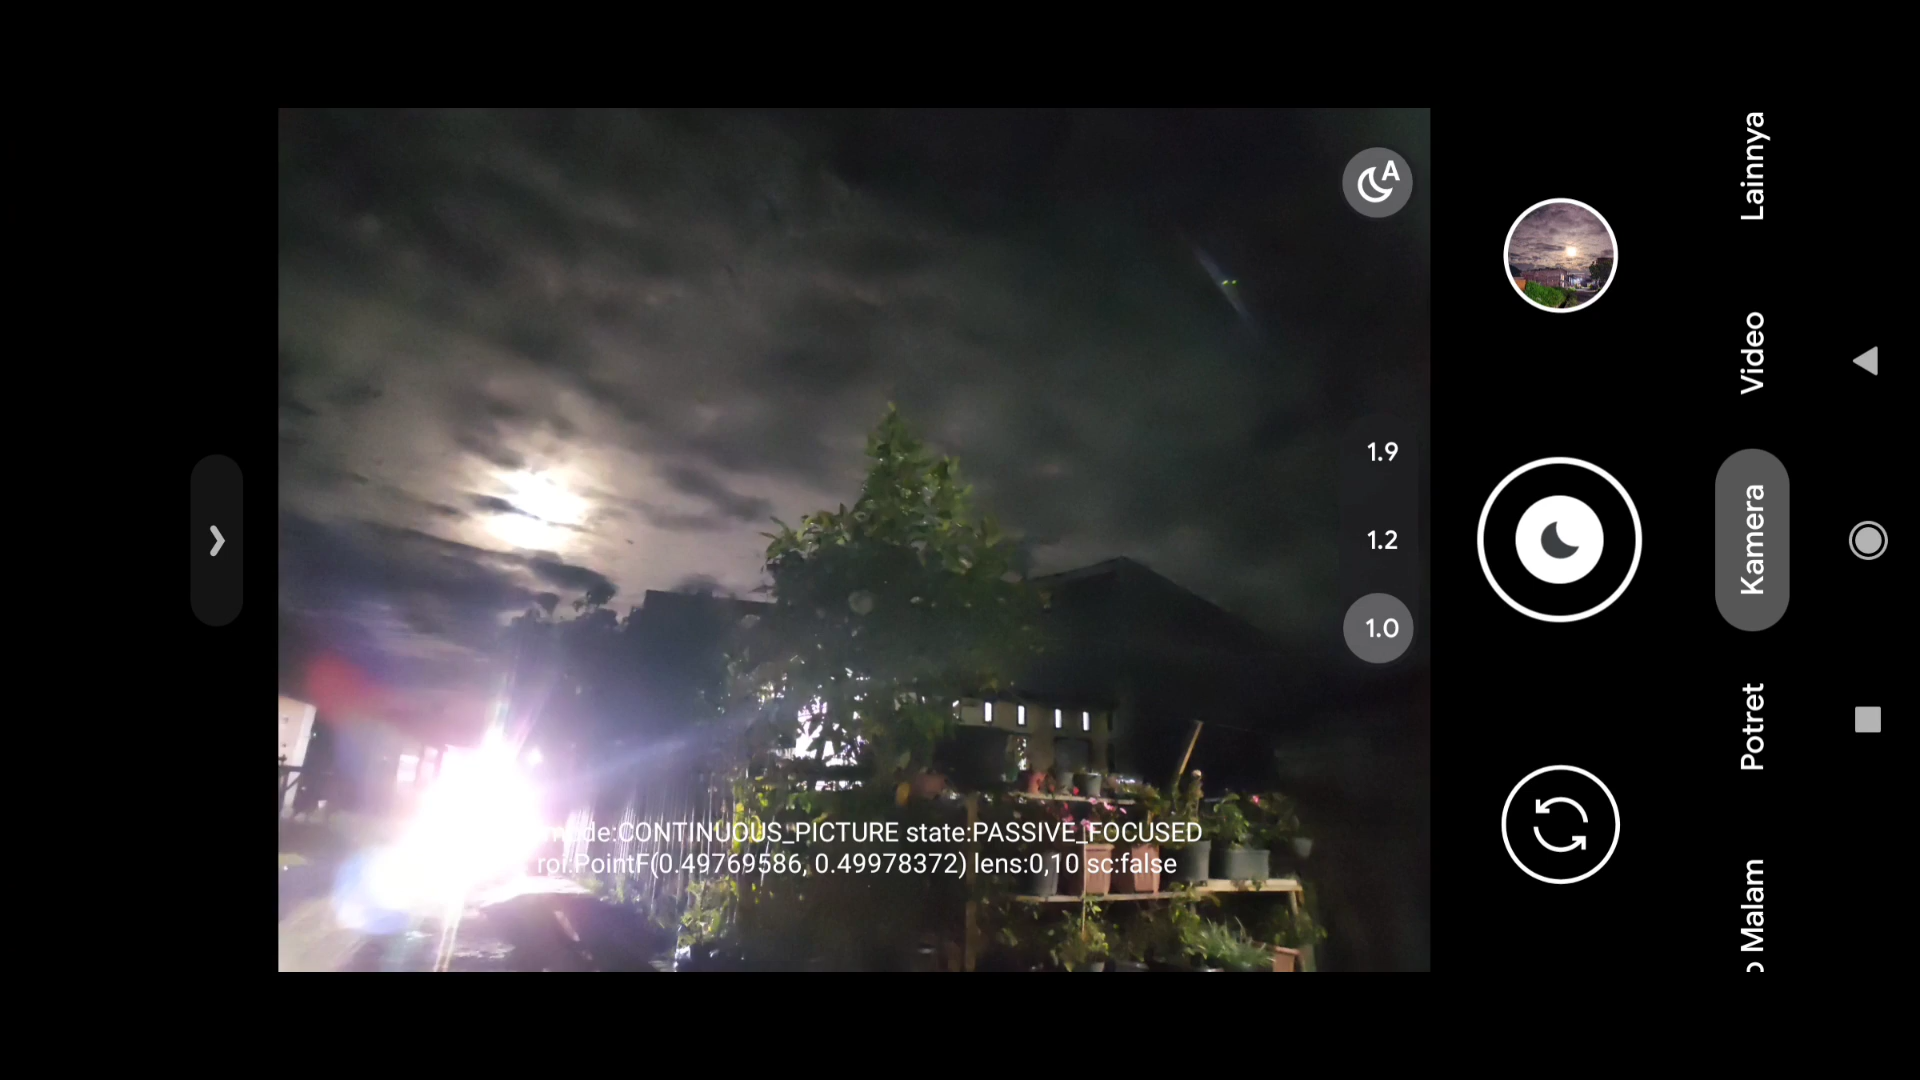 A
1.9
1.2
1.0
de:CONTINUOUS_PICTURE state:PASSIVE_FOCUSED
roi:PointF(0.49769586, 0.49978372) lens:0,10 sc:false
Lainnya
Video
Kamera
Potret
o Malam